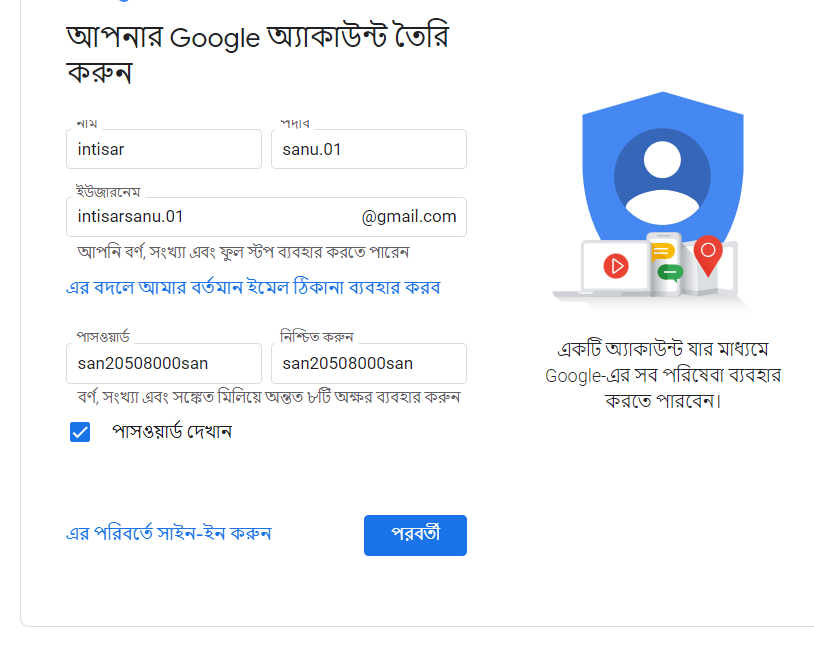 আপনার Google অ্যাকাউন্ট তৈরি
করুন
নাম
পদবি
intisar
sanu.01
ইউজারনেম
intisarsanu.01
@gmail.com
আপনি বর্ণ, সংখ্যা এবং ফুল স্টপ ব্যবহার করতে পারেন
এর বদলে আমার বর্তমান ইমেল ঠিকানা ব্যবহার করব
পাসওয়ার্ড
নিশ্চিত করুন
san20508000san
san20508000san
বর্ণ, সংখ্যা এবং সঙ্কেত মিলিয়ে অন্তত ৮টি অক্ষর ব্যবহার করুন
পাসওয়ার্ড দেখান
এর পরিবর্তে সাইন-ইন করুন
পরবর্তী
একটি অ্যাকাউন্ট যার মাধ্যমে
Google-এর সব পরিষেবা ব্যবহার
করতে পারবেন।